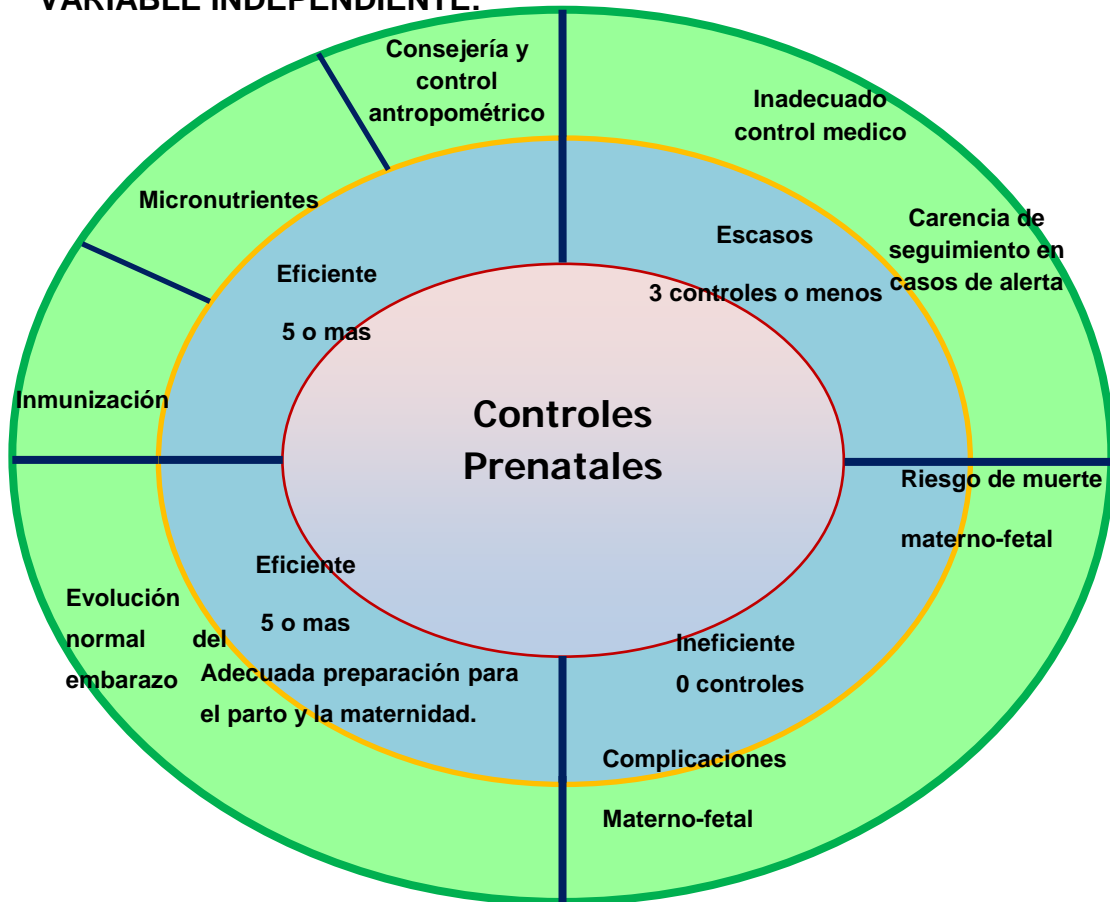 VARIABLE INDEPENDIENTE:
Consejería y
control
antropométrico
Inadecuado
control medico
Micronutrientes
Carencia de
seguimiento en
casos de alerta
Escasos
3 controles o menos
Eficiente
5 o mas
Inmunización
Controles
Prenatales
Riesgo de muerte
materno-fetal
Eficiente
5 o mas
Evolución
normal del
embarazo
Adecuada preparación para
el parto y la maternidad.
Ineficiente
0 controles
Complicaciones
Materno-fetal